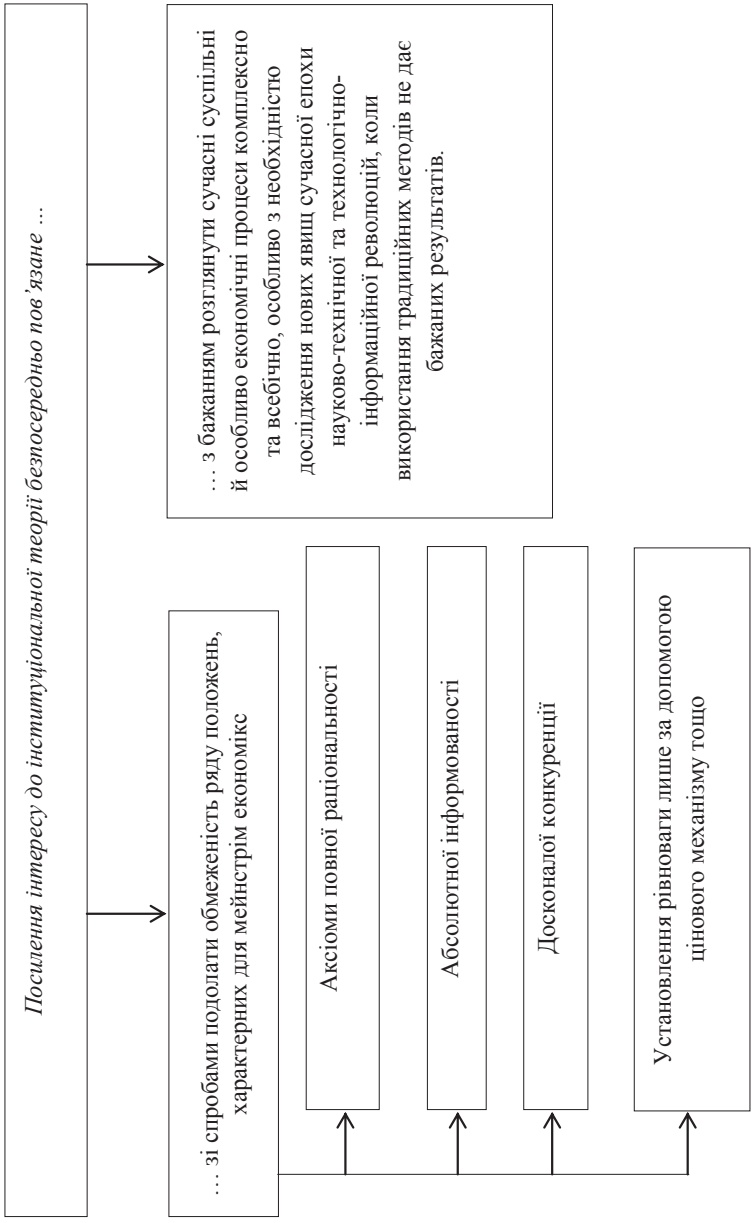 Посилення інтересу до інституціональної теорії безпосередньо пов’язане …
… зі спробами подолати обмеженість ряду положень,
характерних для мейнстрім економікс
Аксіоми повної раціональності
Абсолютної інформованості
Досконалої конкуренції
Установлення рівноваги лише за допомогою
цінового механізму тощо
… з бажанням розглянути сучасні суспільні
й особливо економічні процеси комплексно
та всебічно, особливо з необхідністю
дослідження нових явищ сучасної епохи
науково-технічної та технологічно-
інформаційної революцій, коли
використання традиційних методів не дає
бажаних результатів.